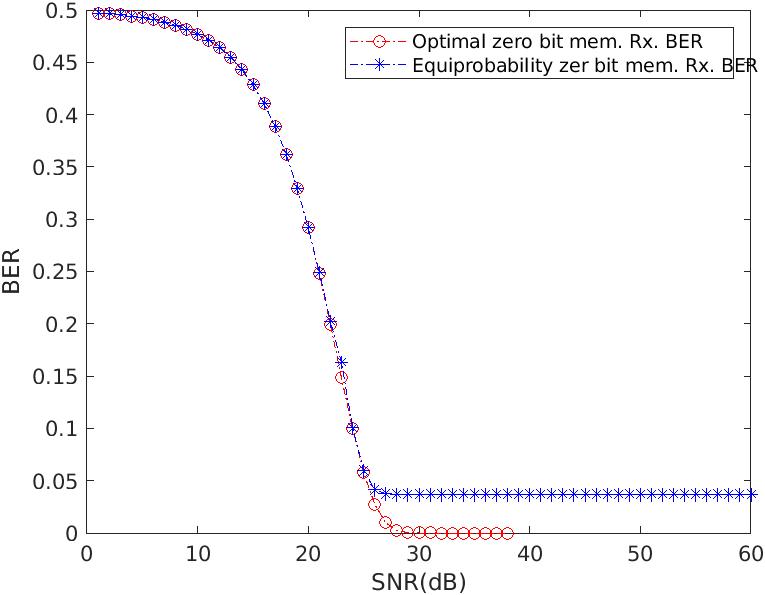 0.5
0.45
0.4
0.35
0.3
0.25
0.2
0.15
0.1
0.05
0
BER
Optimal zero bit mem. Rx. BER
Equiprobability zer bit mem. Rx. BER
0 10 20 30 40 50 60
SNR(dB)